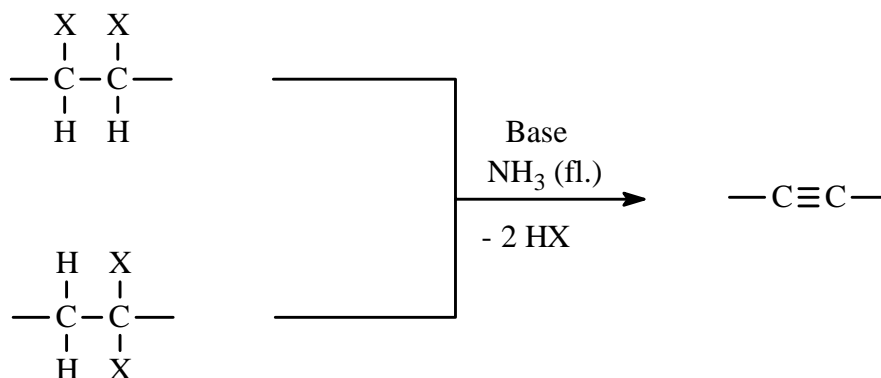 X X
C C
H H
Base
NH3 (fl.)
- 2 HX
C≡C
H X
C C
H X